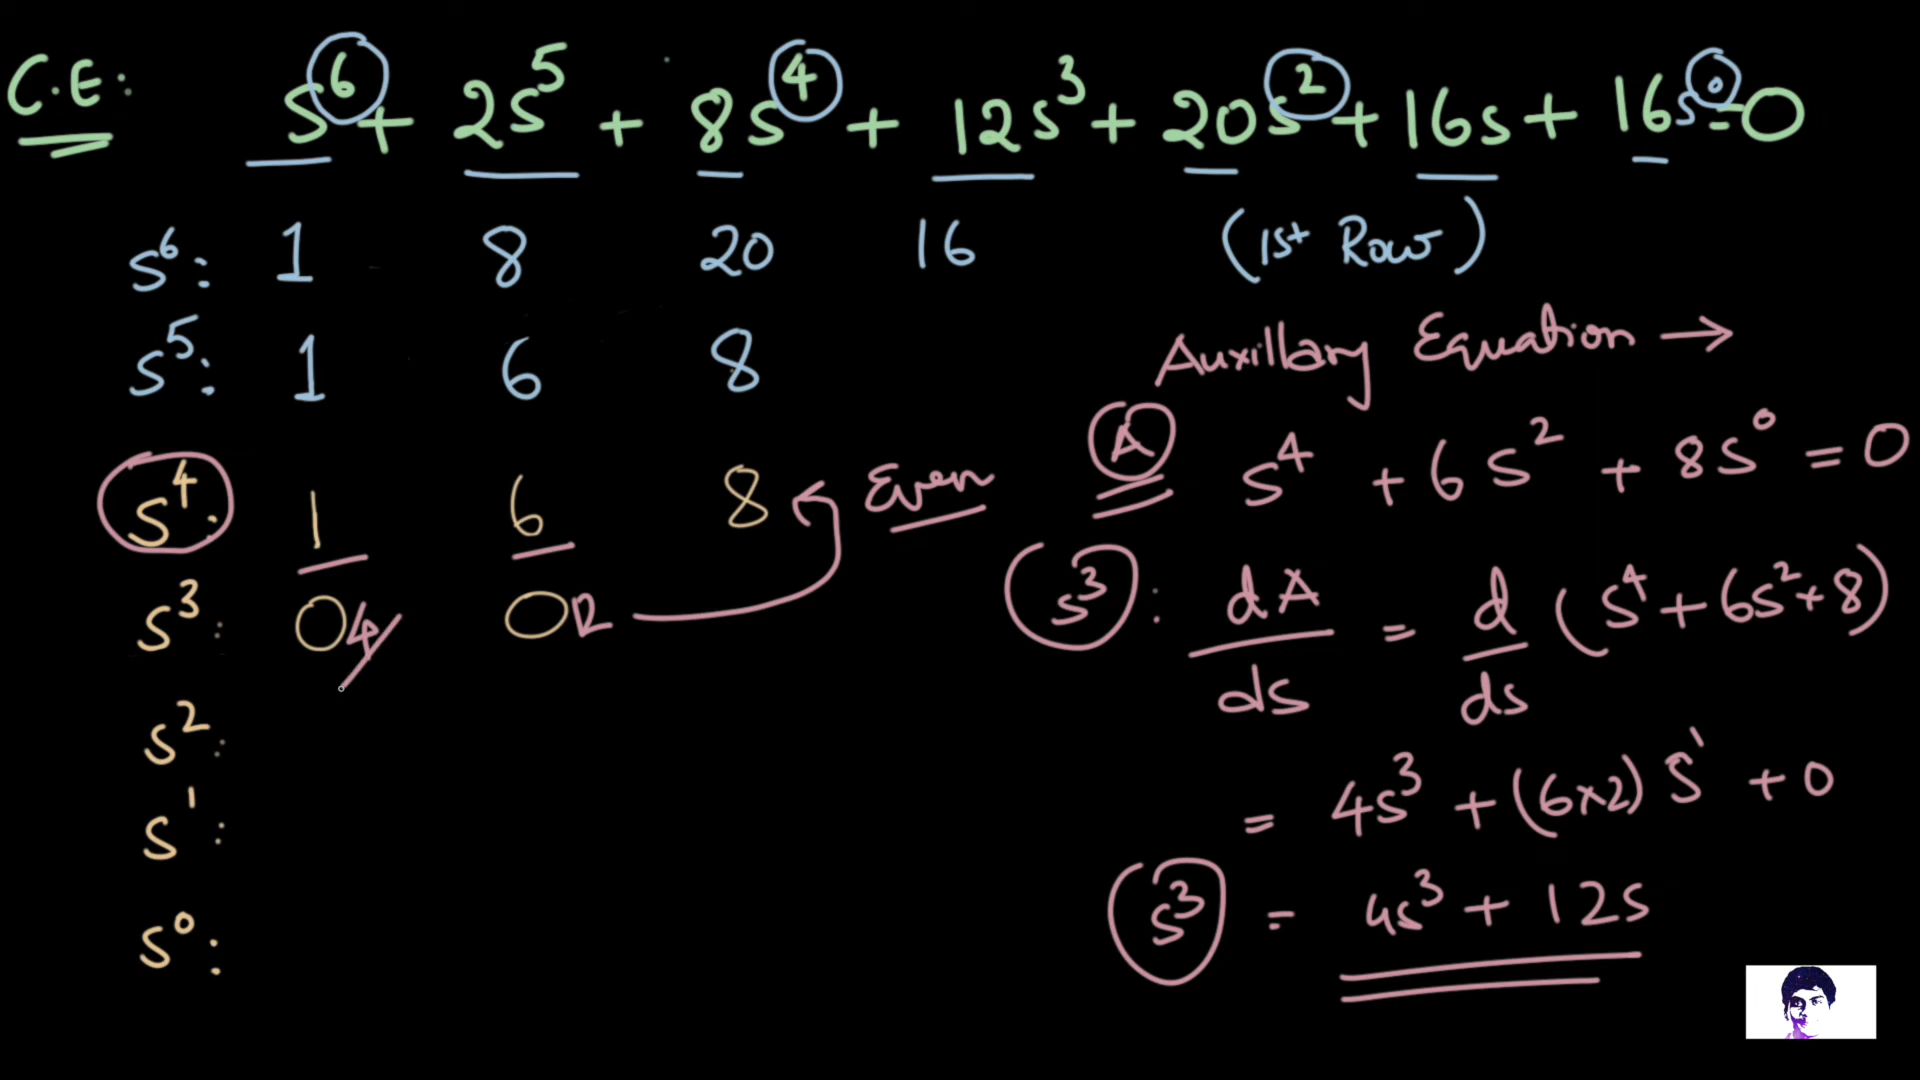 C.E: s⁶ + 2s⁵ + 8s⁴ + 12s³ + 20s² + 16s + 16s⁰ = 0
s⁶: 1 8 20 16 (1st Row)
s⁵: 1 6 8
Auxillary Equation →
s⁴: 1 6 8 Even
A s⁴ + 6s² + 8s⁰ = 0
s³: 0 4 0 12
s³: dA/ds = d/ds (s⁴ + 6s² + 8)
s²:
= 4s³ + (6×2) s¹ + 0
s¹:
s³ = 4s³ + 12s
s⁰: